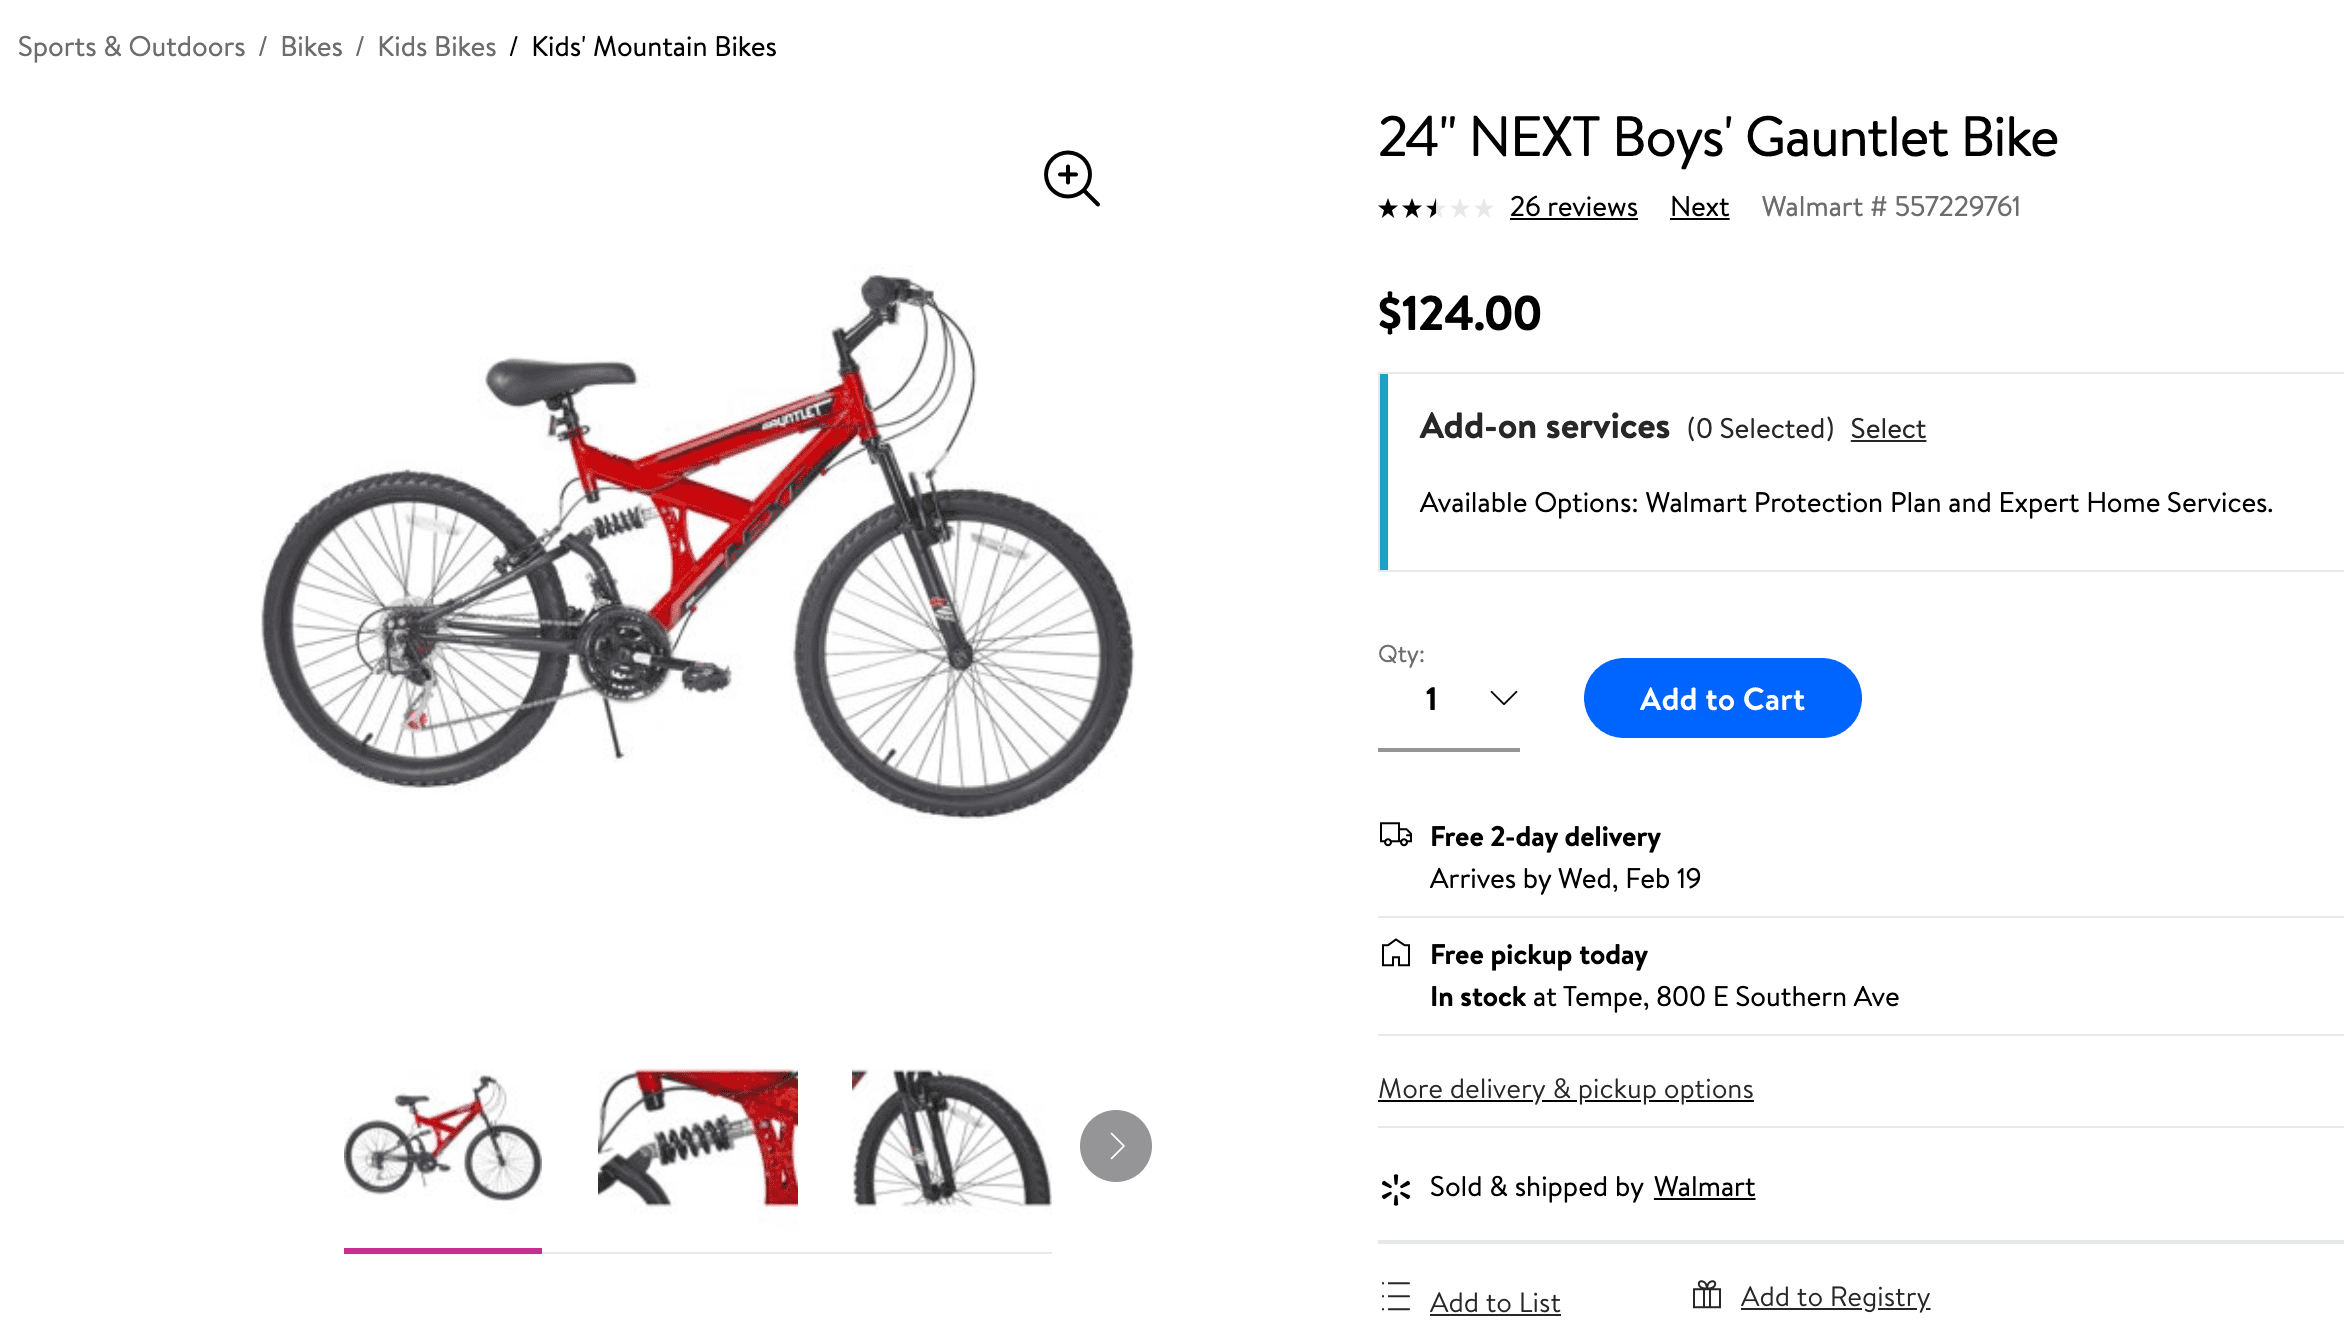 Sports & Outdoors / Bikes / Kids Bikes / Kids' Mountain Bikes
24" NEXT Boys' Gauntlet Bike
26 reviews Next Walmart # 557229761
$124.00
Add-on services (0 Selected) Select
Available Options: Walmart Protection Plan and Expert Home Services.
Qty:
1
Add to Cart
Free 2-day delivery
Arrives by Wed, Feb 19
Free pickup today
In stock at Tempe, 800 E Southern Ave
More delivery & pickup options
Sold & shipped by Walmart
Add to List
Add to Registry
GAUNTLET
NEXT